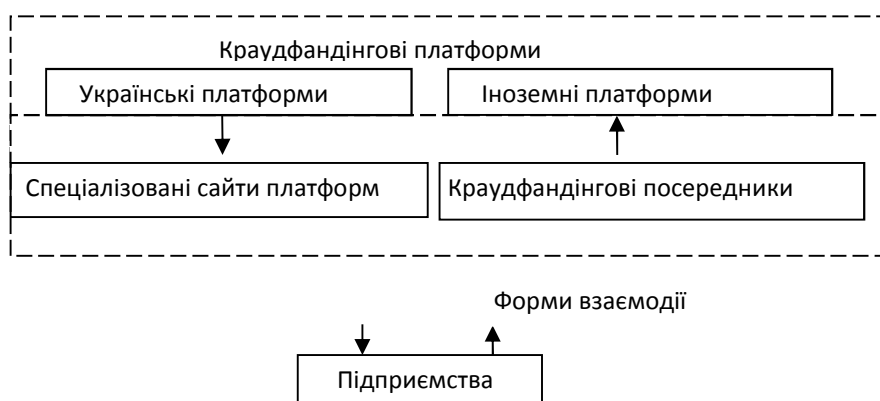 Краудфандінгові платформи
Українські платформи
Іноземні платформи
Спеціалізовані сайти платформ
Краудфандінгові посередники
Форми взаємодії
Підприємства